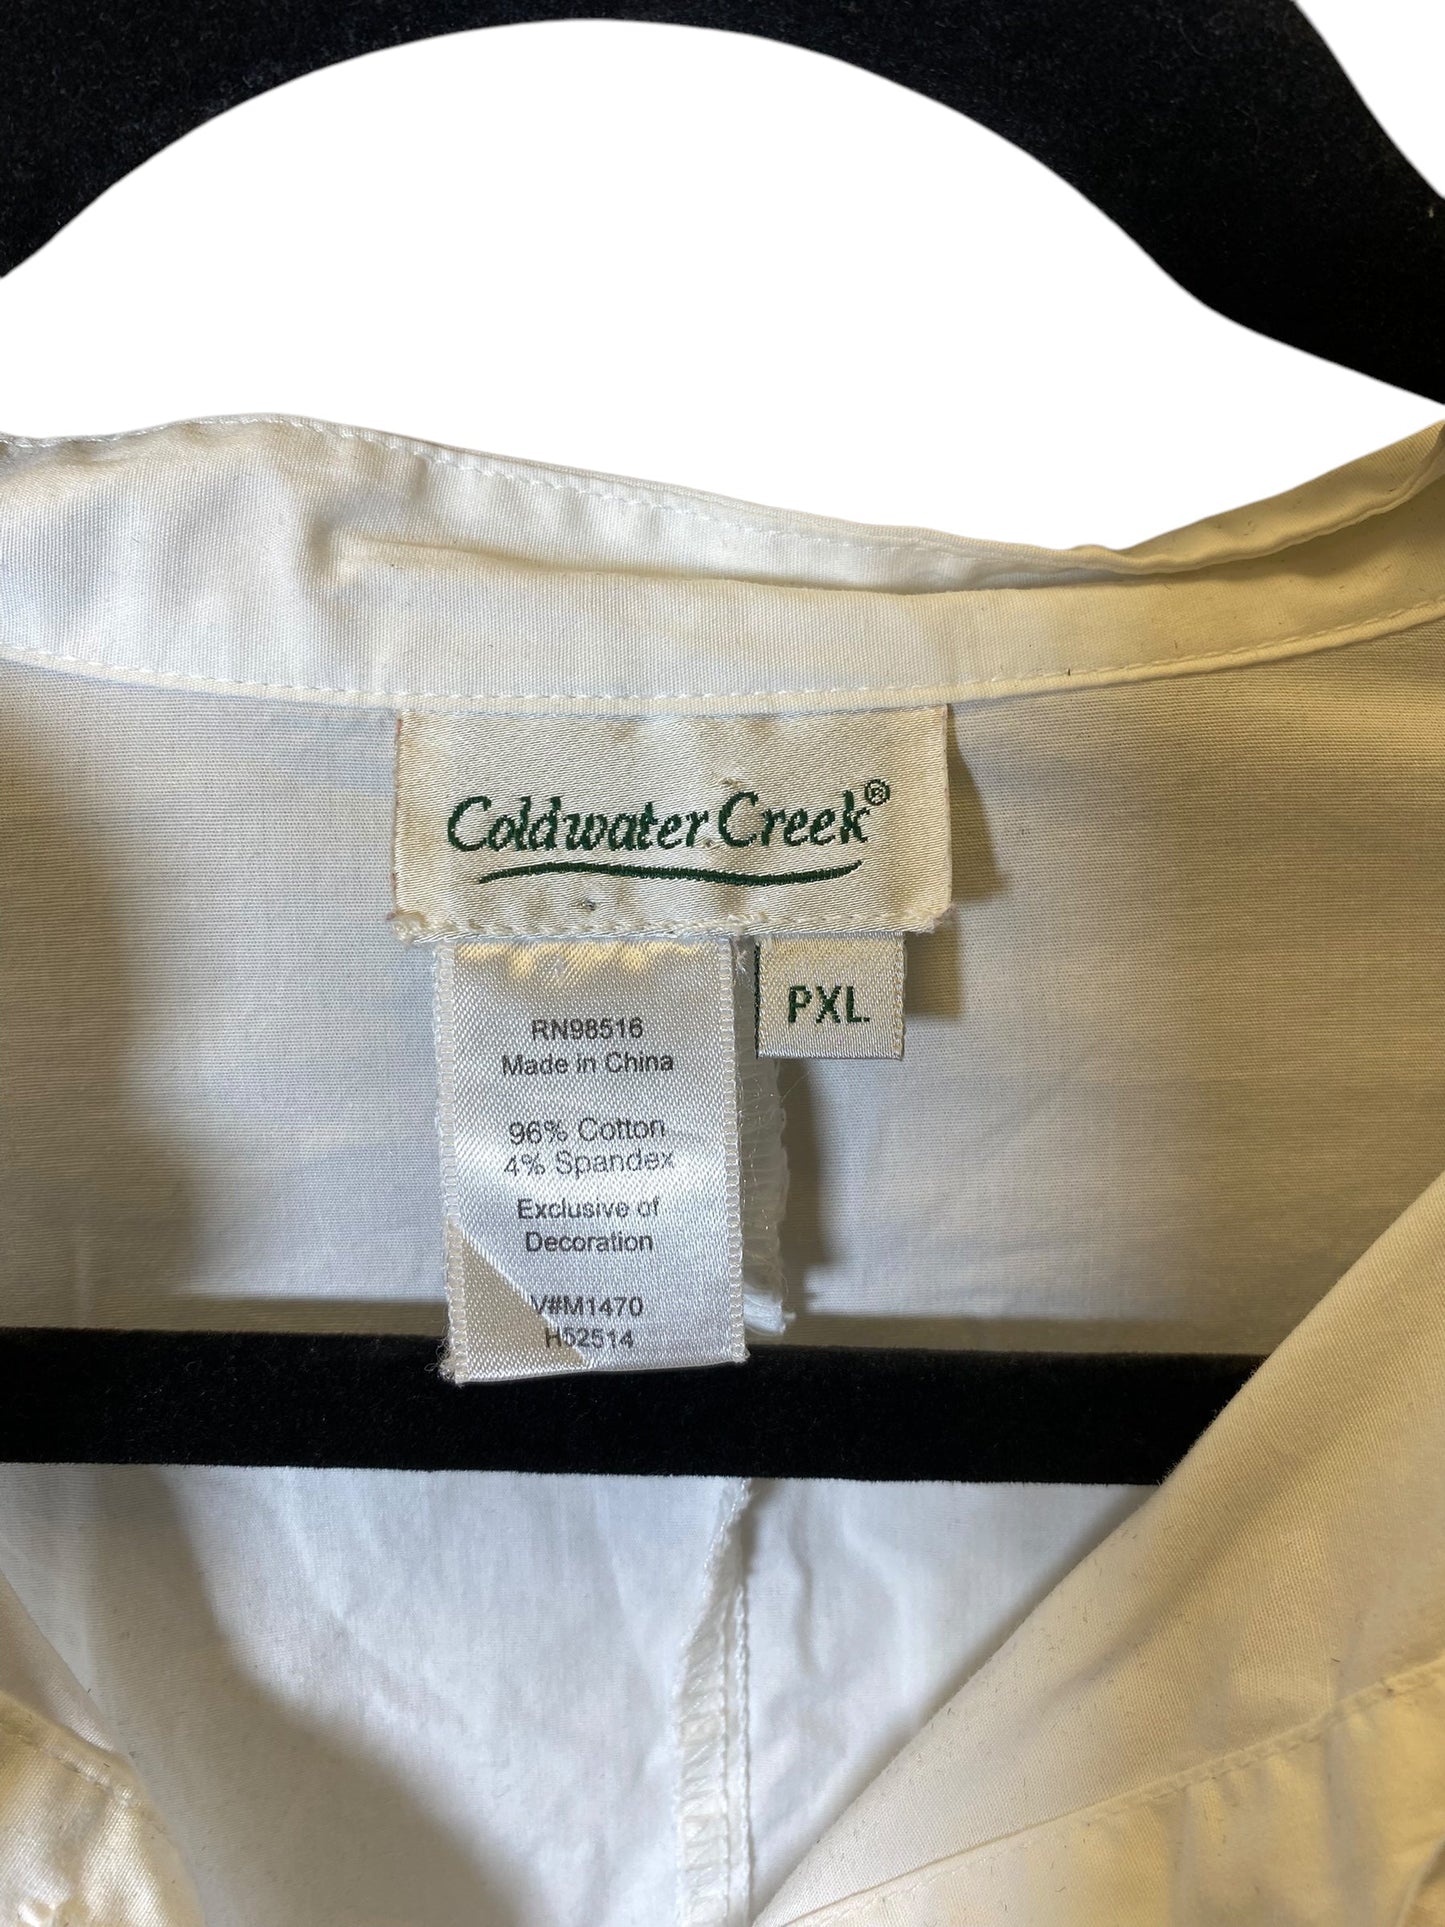 Coldwater Creek®
PXL
RN98516
Made in China
96% Cotton
4% Spandex
Exclusive of
Decoration
V#M1470
H52514